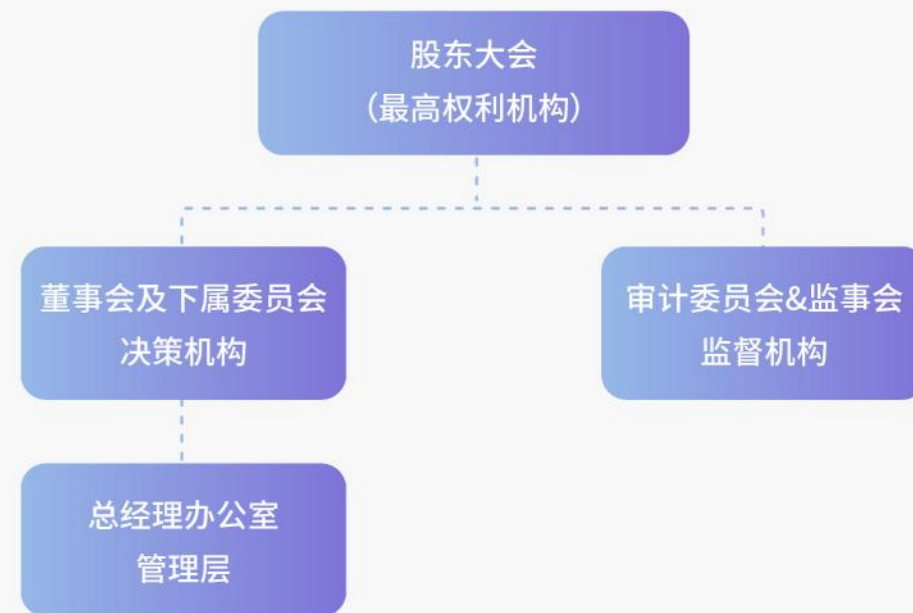 股东大会
（最高权利机构）
董事会及下属委员会
决策机构
审计委员会&监事会
监督机构
总经理办公室
管理层